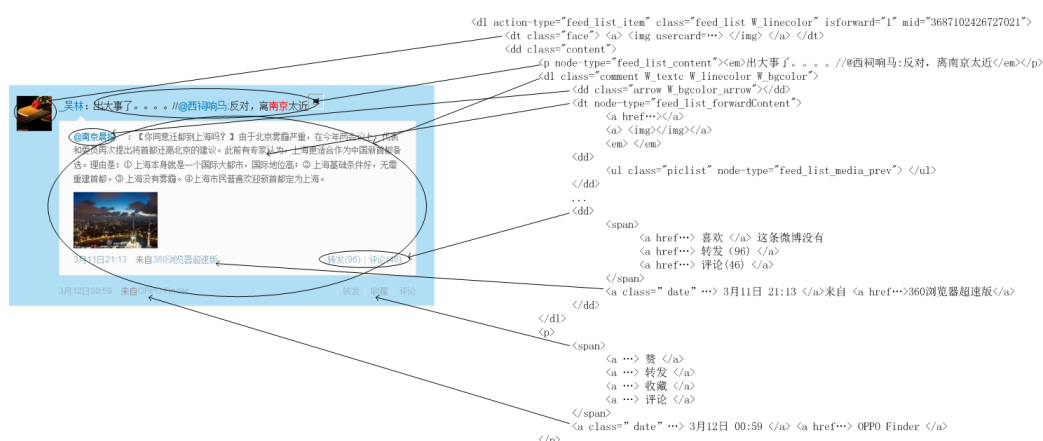 吴林：出大事了。。。。//@西祠响马:反对，离南京太近
@南京晨报：【你同意迁都到上海吗？】由于北京雾霾严重，在今年两会上，代表
和委员再次提出将首都迁离北京的建议。此前有专家认为，上海更适合作为中国新首都备
选。理由是：① 上海本身就是一个国际大都市，国际地位高；② 上海基础条件好，无需
重建首都。③ 上海没有雾霾。④上海市民普遍欢迎新首都定为上海。
3月11日21:13 来自360浏览器超速版 转发(96) | 评论(46)
3月12日00:59 来自OPPO Finder 转发 收藏 评论
<dl action-type="feed_list_item" class="feed_list W_linecolor" isforward="1" mid="3687102426727021">
<dt class="face"> <a> <img usercard=…> </img> </a> </dt>
<dd class="content">
<p node-type="feed_list_content"><em>出大事了。。。。//@西祠响马:反对，离南京太近</em></p>
<dl class="comment W_textc W_linecolor W_bgcolor">
<dd class="arrow W_bgcolor_arrow"></dd>
<dt node-type="feed_list_forwardContent">
<a href…></a>
<a> <img></img></a>
<em> </em>
<dd>
<ul class="piclist" node-type="feed_list_media_prev"> </ul>
</dd>
...
<dd>
<span>
<a href…> 喜欢 </a> 这条微博没有
<a href…> 转发（96) </a>
<a href…> 评论(46) </a>
</span>
<a class=”date”…> 3月11日 21:13 </a>来自 <a href…>360浏览器超速版</a>
</dd>
</dl>
<p>
<span>
<a …> 赞 </a>
<a …> 转发 </a>
<a …> 收藏 </a>
<a …> 评论 </a>
</span>
<a class=”date”…> 3月12日 00:59 </a> <a href…> OPPO Finder </a>
</p>